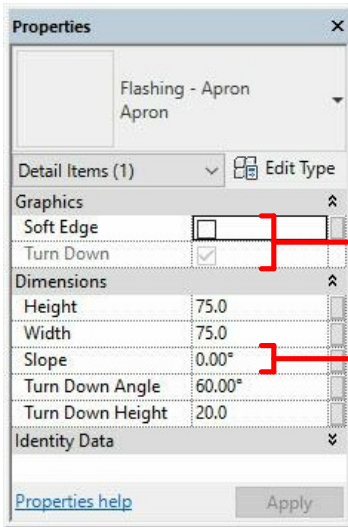 Properties
Flashing - Apron
Apron
Detail Items (1) Edit Type
Graphics
Soft Edge
Turn Down
Dimensions
Height 75.0
Width 75.0
Slope 0.00°
Turn Down Angle 60.00°
Turn Down Height 20.0
Identity Data
Properties help Apply